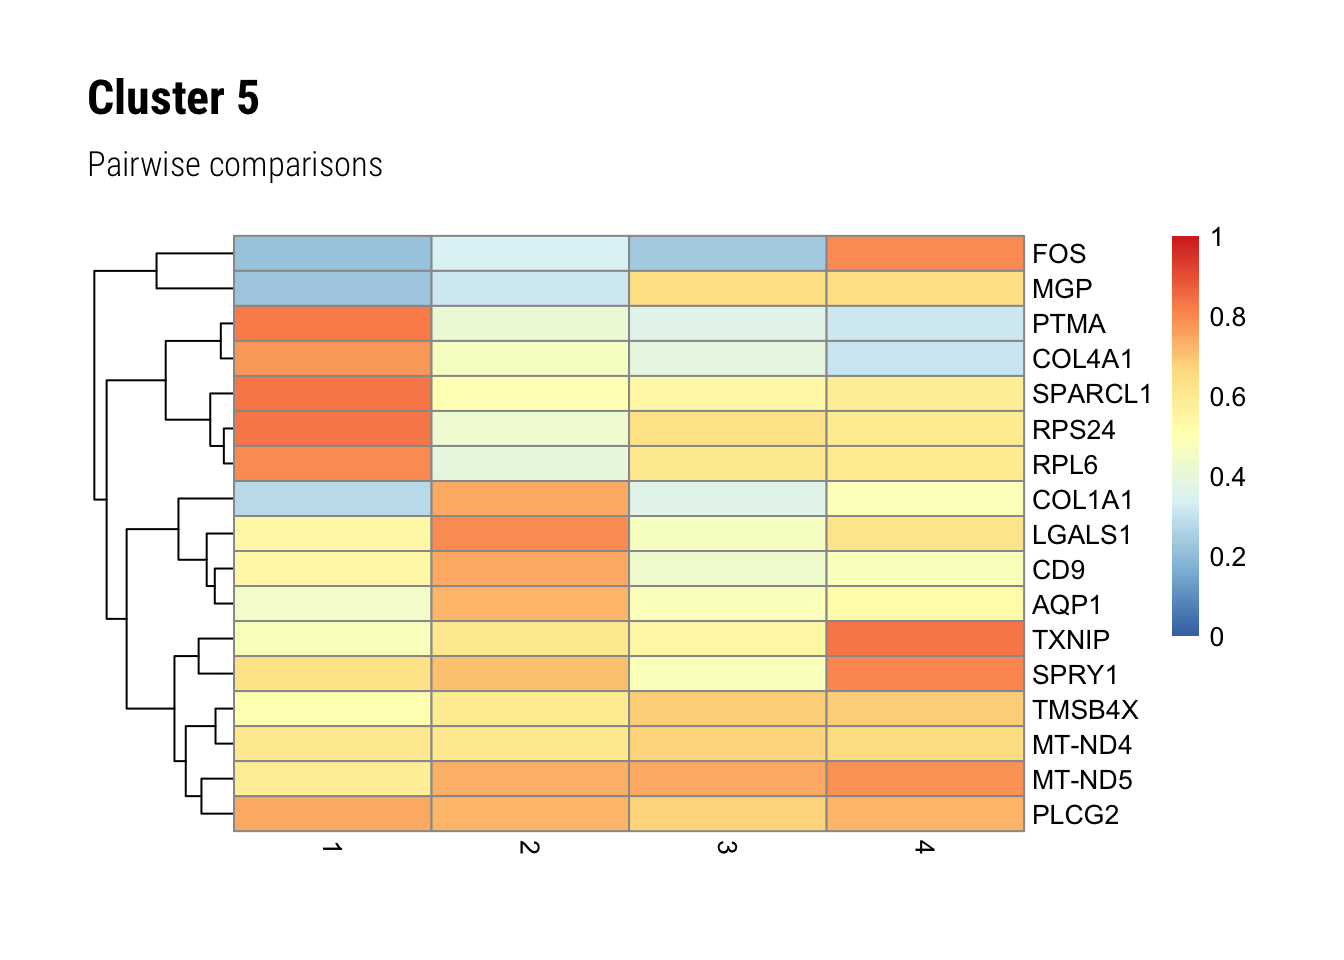 Cluster 5
Pairwise comparisons
FOS
MGP
PTMA
COL4A1
SPARCL1
RPS24
RPL6
COL1A1
LGALS1
CD9
AQP1
TXNIP
SPRY1
TMSB4X
MT-ND4
MT-ND5
PLCG2
1
0.8
0.6
0.4
0.2
0
1
2
3
4